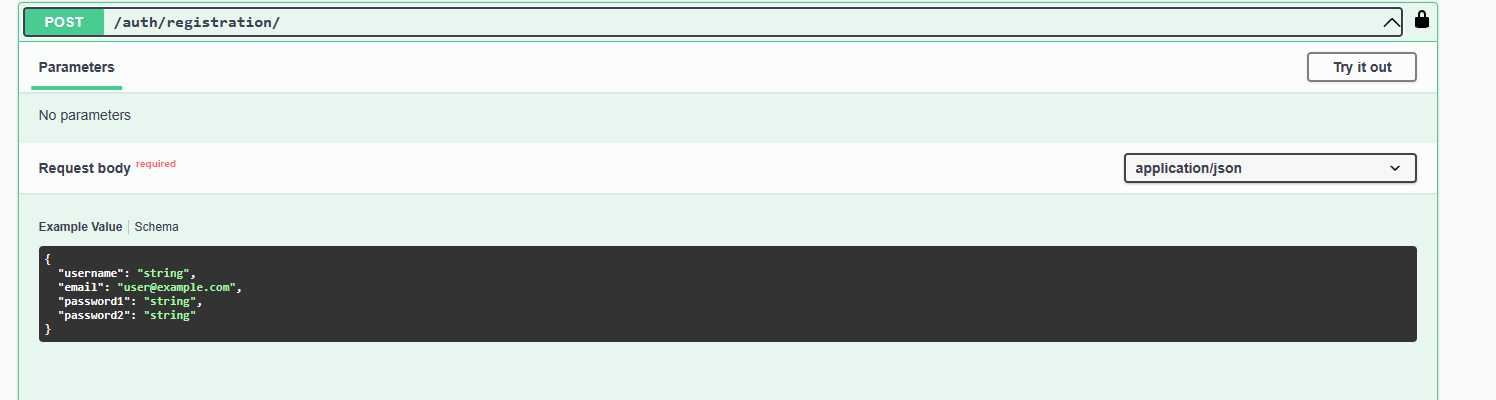 POST /auth/registration/
Parameters
Try it out
No parameters
Request body required
application/json
Example Value Schema
{
  "username": "string",
  "email": "user@example.com",
  "password1": "string",
  "password2": "string"
}